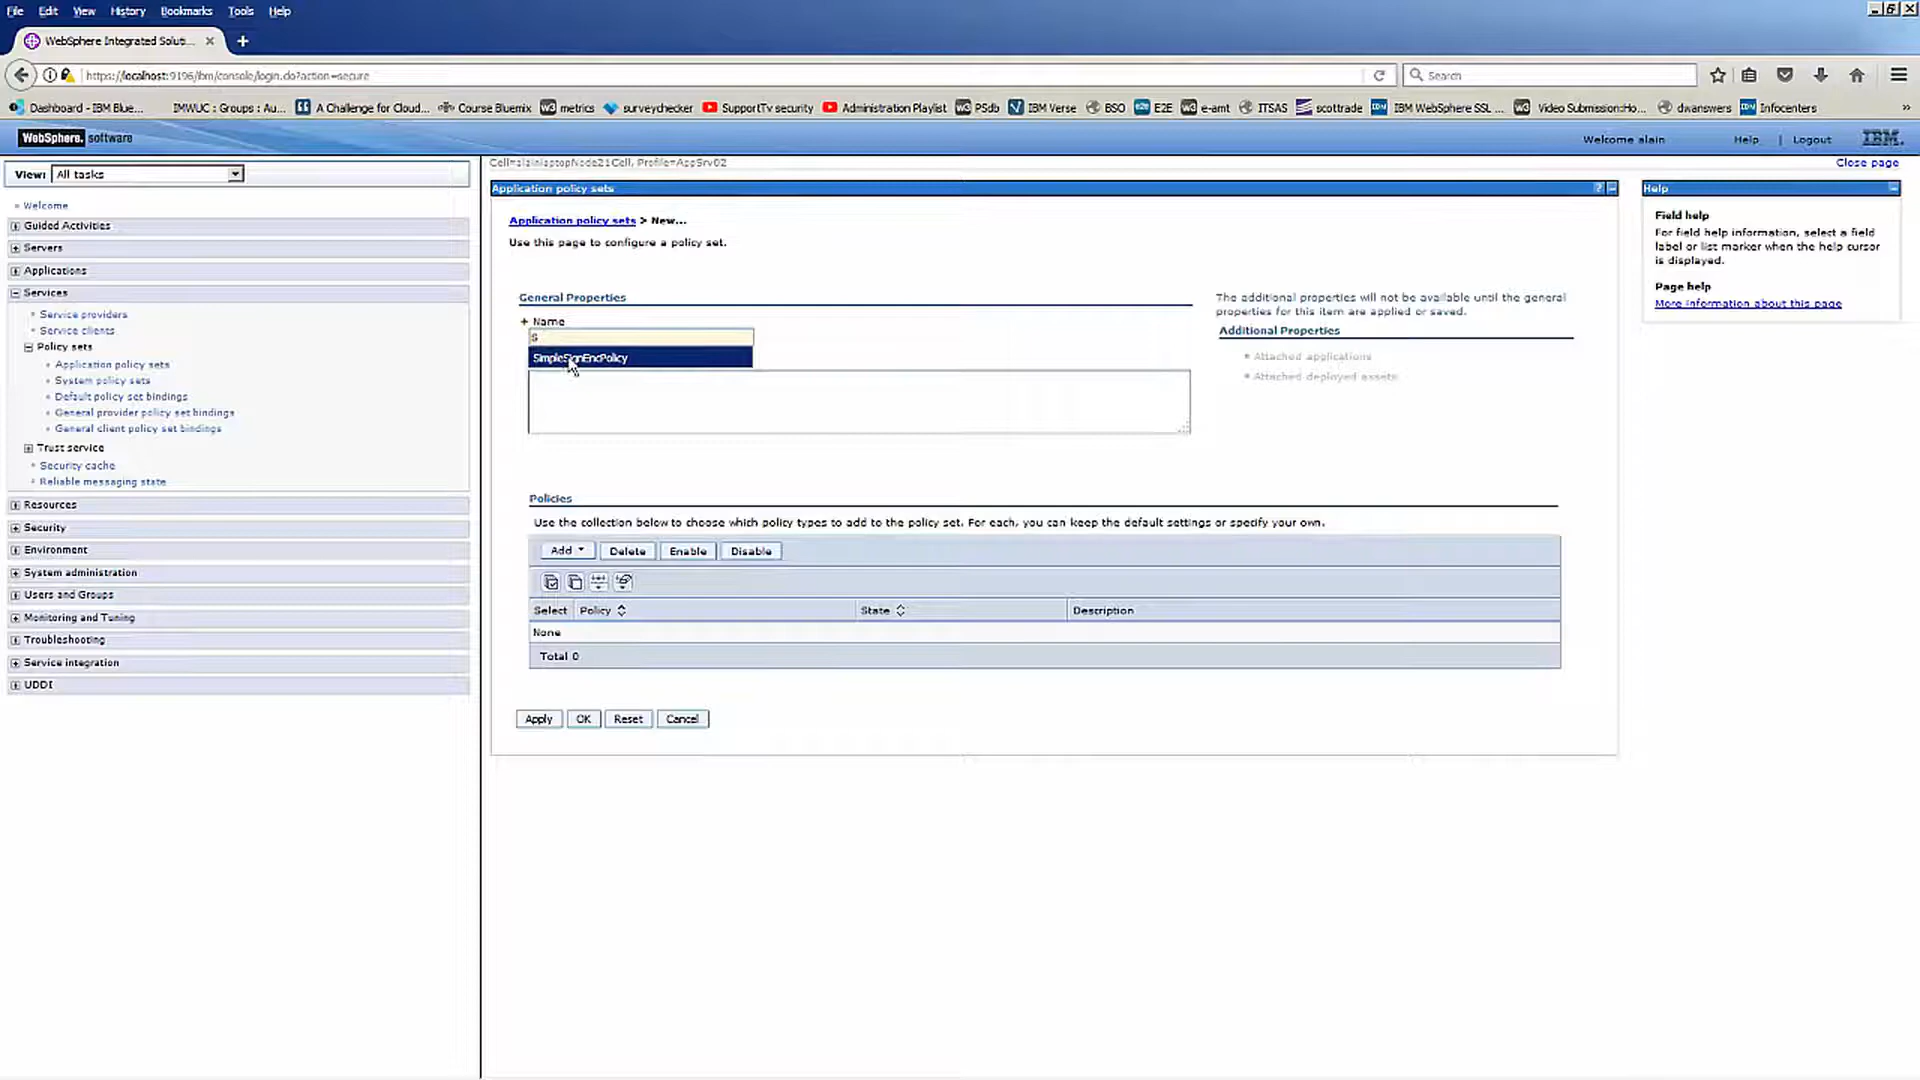 File Edit View History Bookmarks Tools Help
WebSphere Integrated Soluti...
https://localhost:9196/ibm/console/login.do?action=secure
Search
Dashboard - IBM Blue... IMWUC : Groups : Au... A Challenge for Cloud... Course Bluemix metrics surveychecker SupportTv security Administration Playlist PSdb IBM Verse BSO E2E e-amt ITSAS scottrade IBM WebSphere SSL ... Video Submission:Ho... dwanswers Infocenters
WebSphere. software
Welcome alain Help | Logout IBM.
View: All tasks
Cell=alainlaptopNode21Cell, Profile=AppSrv02
Close page
Welcome
Guided Activities
Servers
Applications
Services
Service providers
Service clients
Policy sets
Application policy sets
System policy sets
Default policy set bindings
General provider policy set bindings
General client policy set bindings
Trust service
Security cache
Reliable messaging state
Resources
Security
Environment
System administration
Users and Groups
Monitoring and Tuning
Troubleshooting
Service integration
UDDI
Application policy sets
Application policy sets > New...
Use this page to configure a policy set.
General Properties
+ Name
S
SimpleSignEncPolicy
The additional properties will not be available until the general
properties for this item are applied or saved.
Additional Properties
Attached applications
Attached deployed assets
Policies
Use the collection below to choose which policy types to add to the policy set. For each, you can keep the default settings or specify your own.
Add Delete Enable Disable
Select Policy State Description
None
Total 0
Apply OK Reset Cancel
Help
Field help
For field help information, select a field
label or list marker when the help cursor
is displayed.
Page help
More information about this page